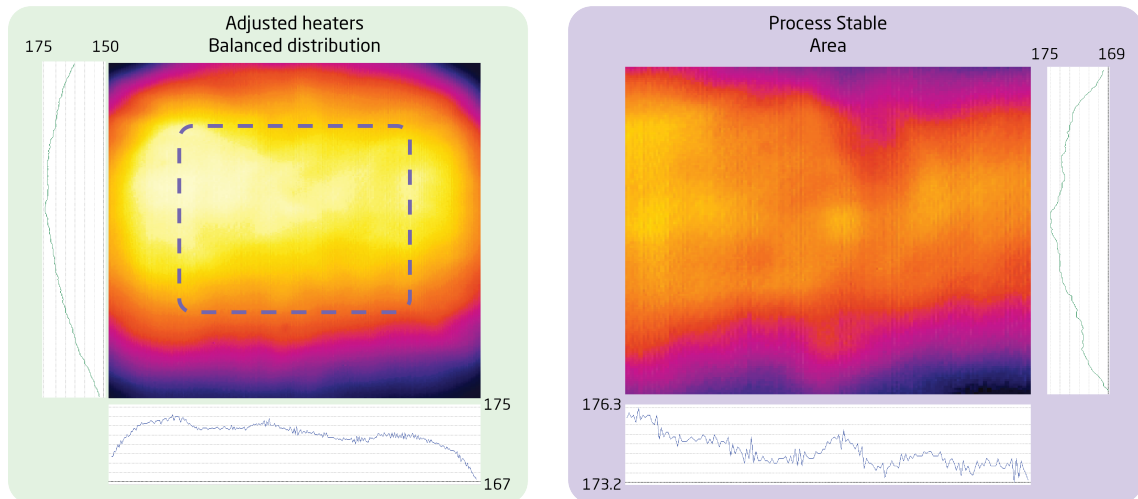 Adjusted heaters
Balanced distribution
175 150
175
167
Process Stable
Area
175 169
176.3
173.2